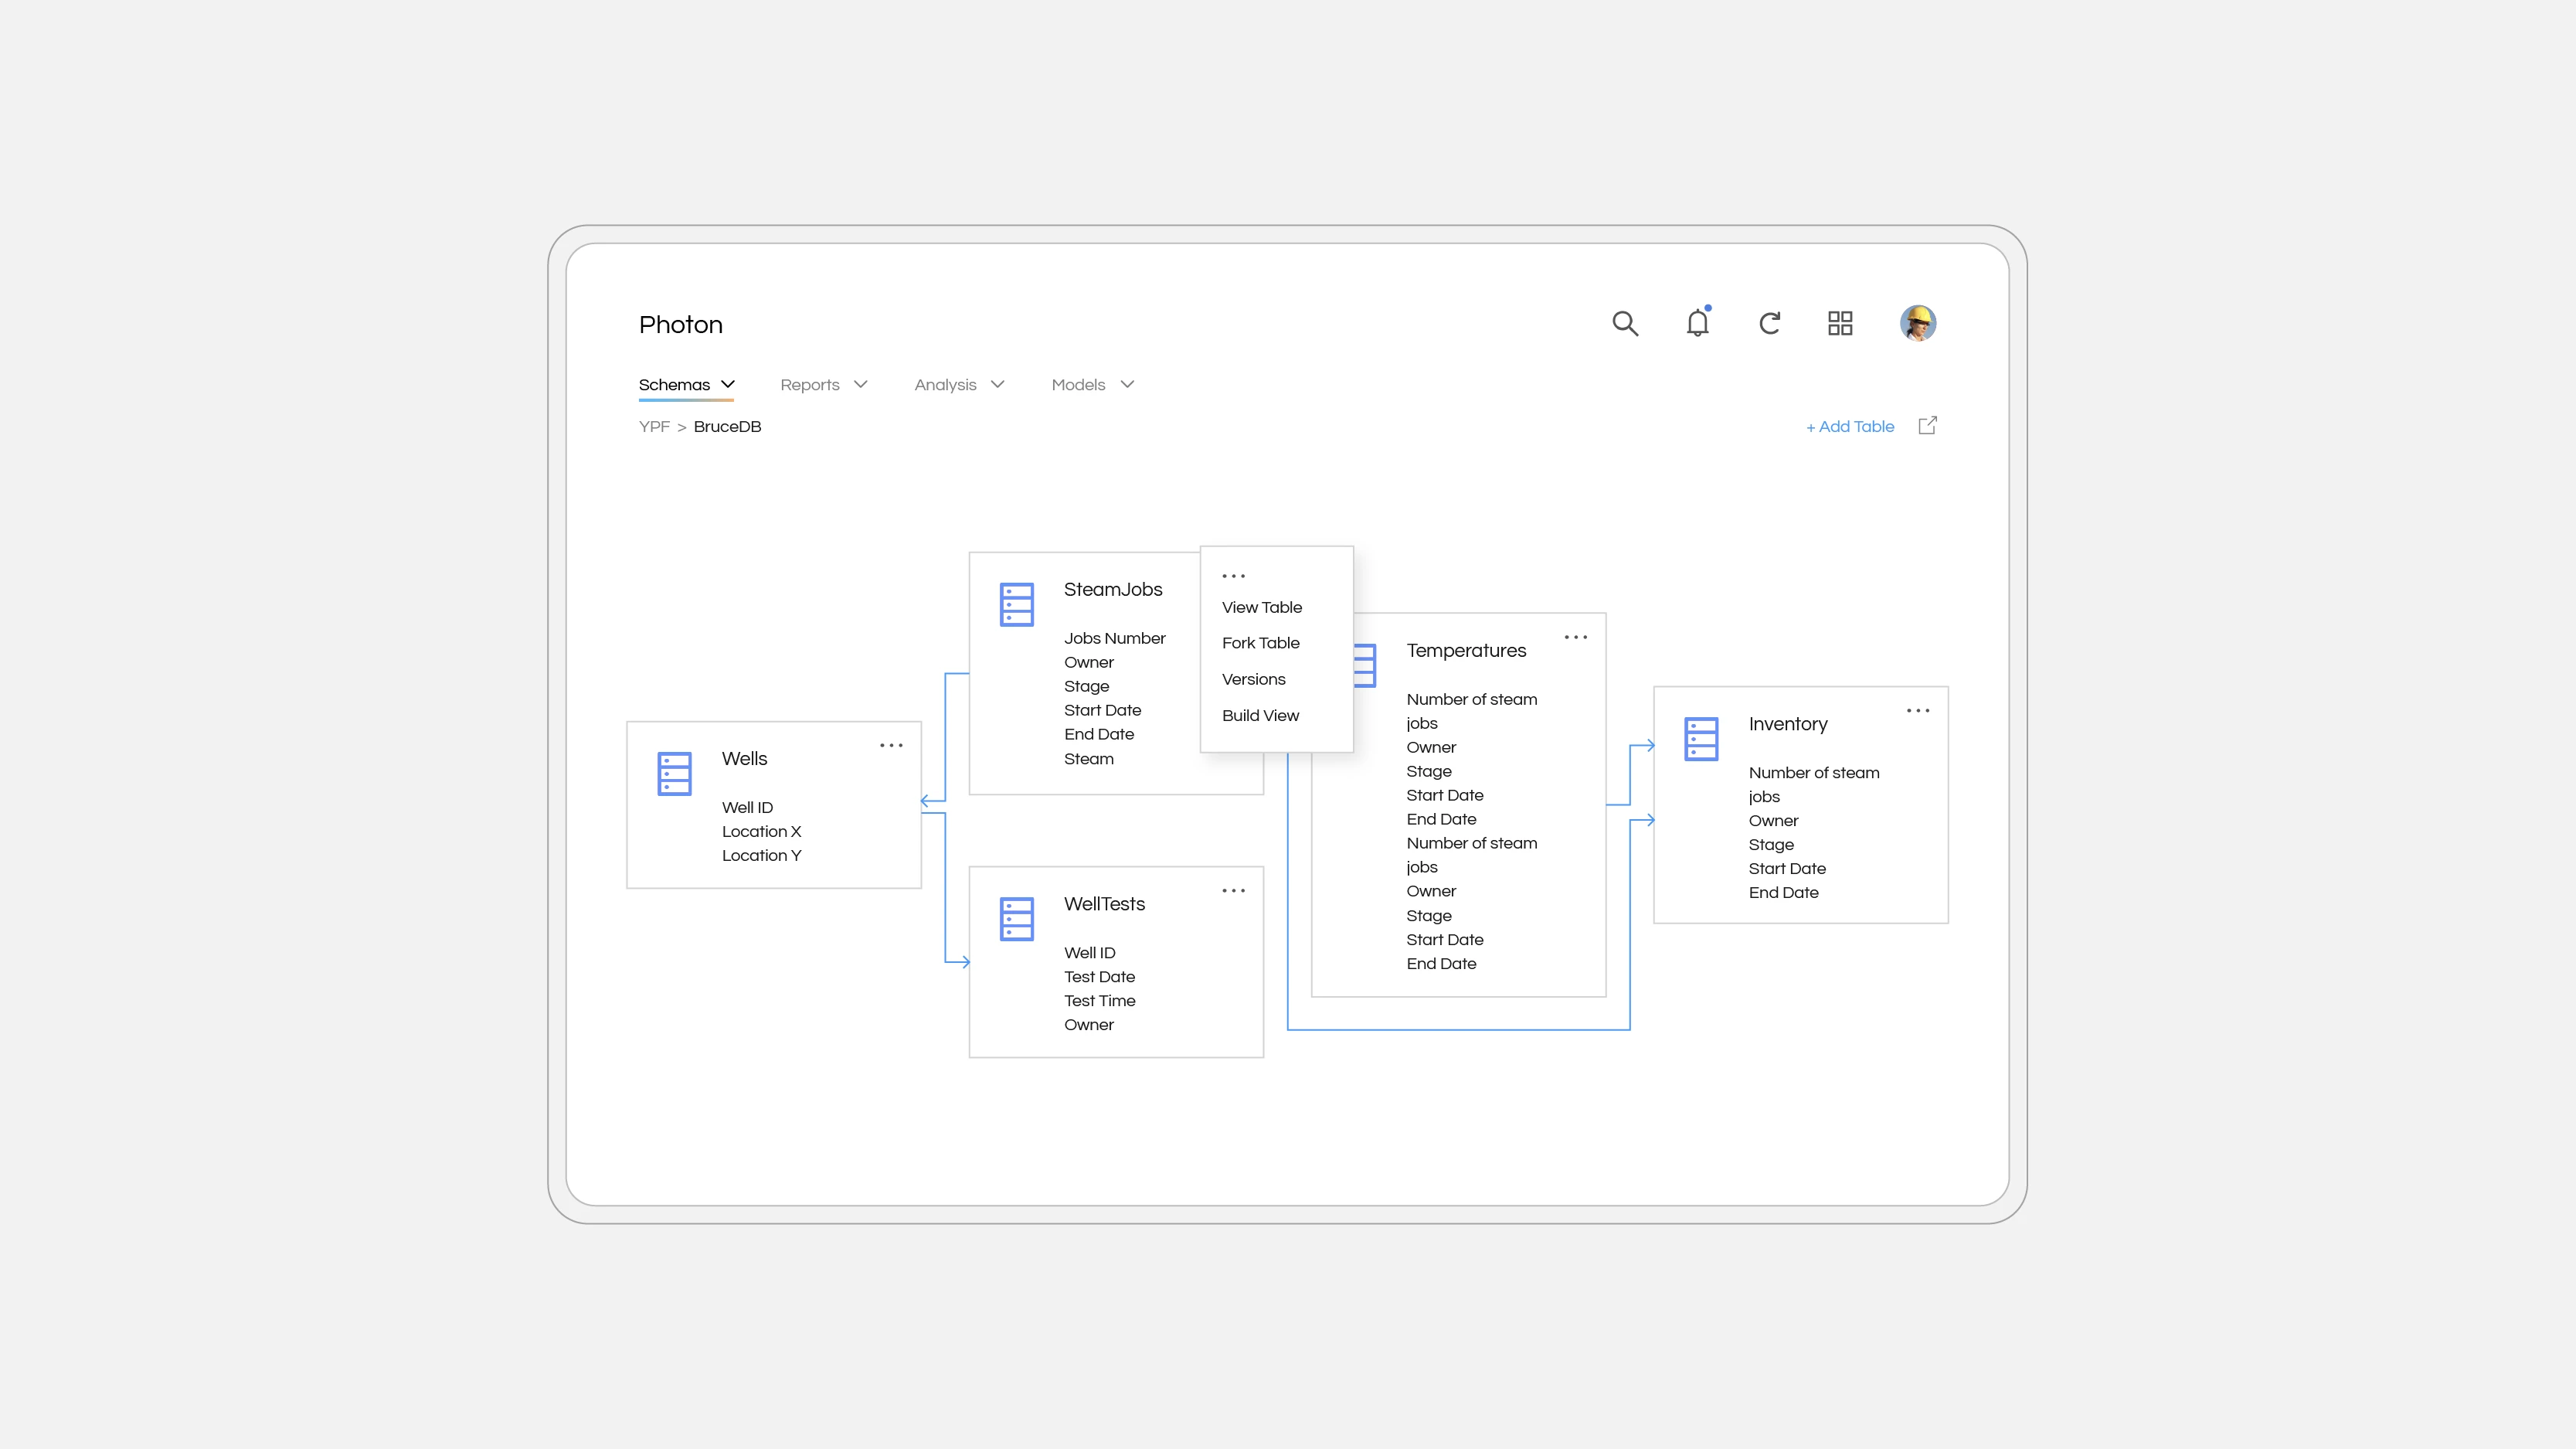 Photon
Schemas
Reports
Analysis
Models
YPF > BruceDB
+ Add Table
Wells
Well ID
Location X
Location Y
SteamJobs
Jobs Number
Owner
Stage
Start Date
End Date
Steam
View Table
Fork Table
Versions
Build View
WellTests
Well ID
Test Date
Test Time
Owner
Temperatures
Number of steam
jobs
Owner
Stage
Start Date
End Date
Number of steam
jobs
Owner
Stage
Start Date
End Date
Inventory
Number of steam
jobs
Owner
Stage
Start Date
End Date